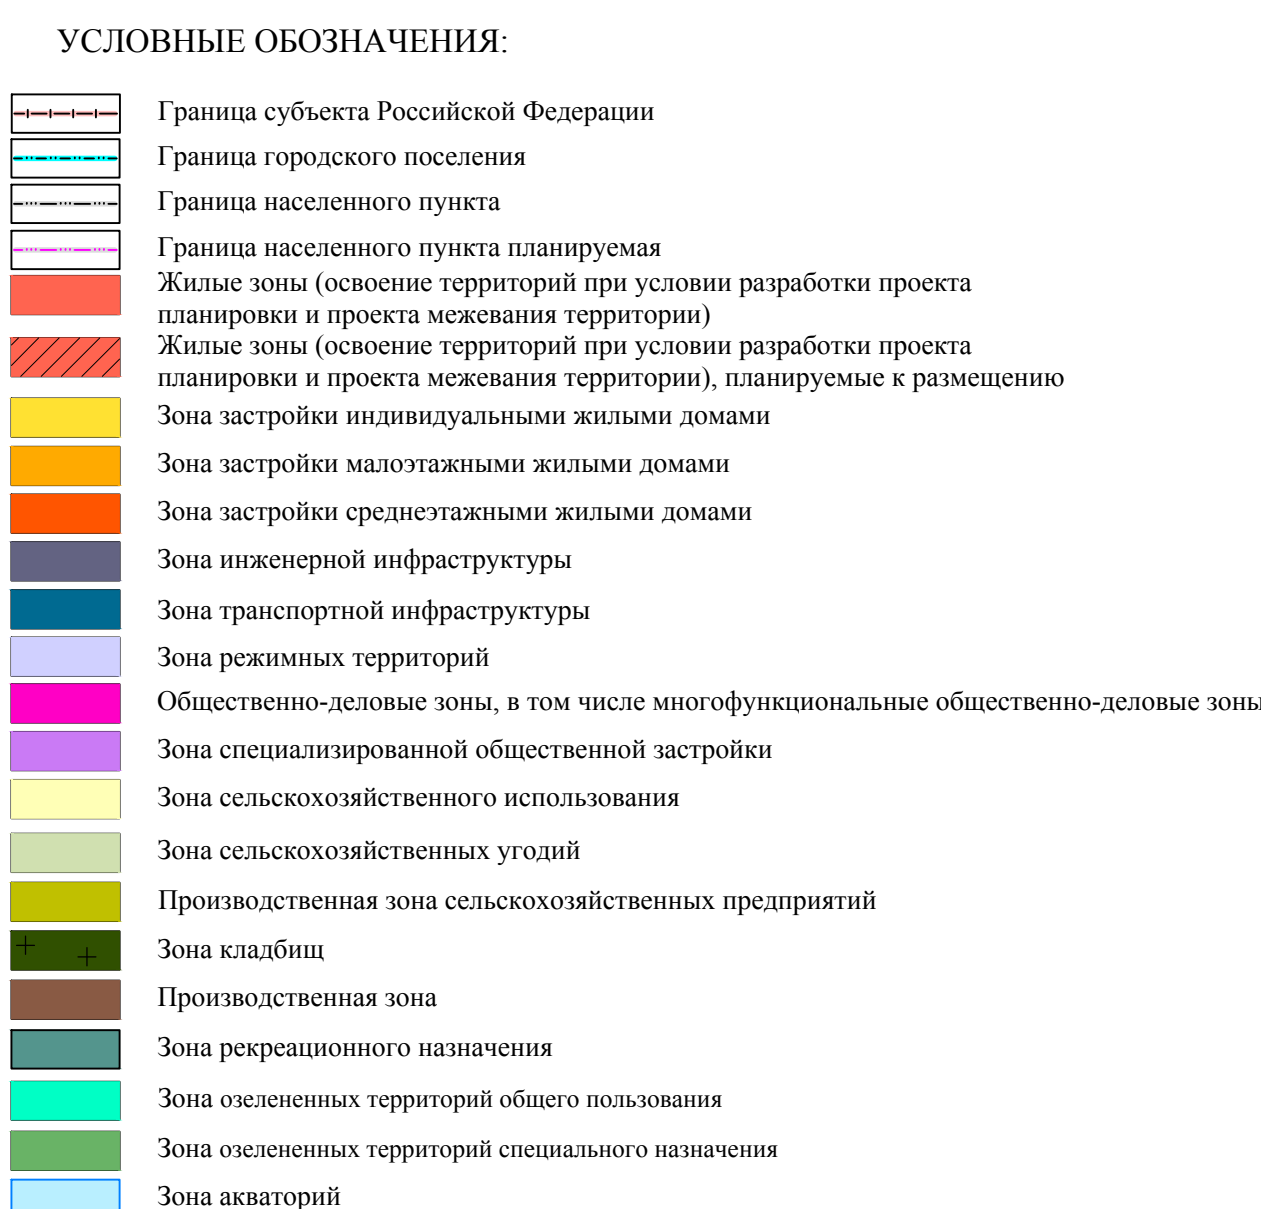 УСЛОВНЫЕ ОБОЗНАЧЕНИЯ:
Граница субъекта Российской Федерации
Граница городского поселения
Граница населенного пункта
Граница населенного пункта планируемая
Жилые зоны (освоение территорий при условии разработки проекта
планировки и проекта межевания территории)
Жилые зоны (освоение территорий при условии разработки проекта
планировки и проекта межевания территории), планируемые к размещению
Зона застройки индивидуальными жилыми домами
Зона застройки малоэтажными жилыми домами
Зона застройки среднеэтажными жилыми домами
Зона инженерной инфраструктуры
Зона транспортной инфраструктуры
Зона режимных территорий
Общественно-деловые зоны, в том числе многофункциональные общественно-деловые зоны
Зона специализированной общественной застройки
Зона сельскохозяйственного использования
Зона сельскохозяйственных угодий
Производственная зона сельскохозяйственных предприятий
Зона кладбищ
Производственная зона
Зона рекреационного назначения
Зона озелененных территорий общего пользования
Зона озелененных территорий специального назначения
Зона акваторий